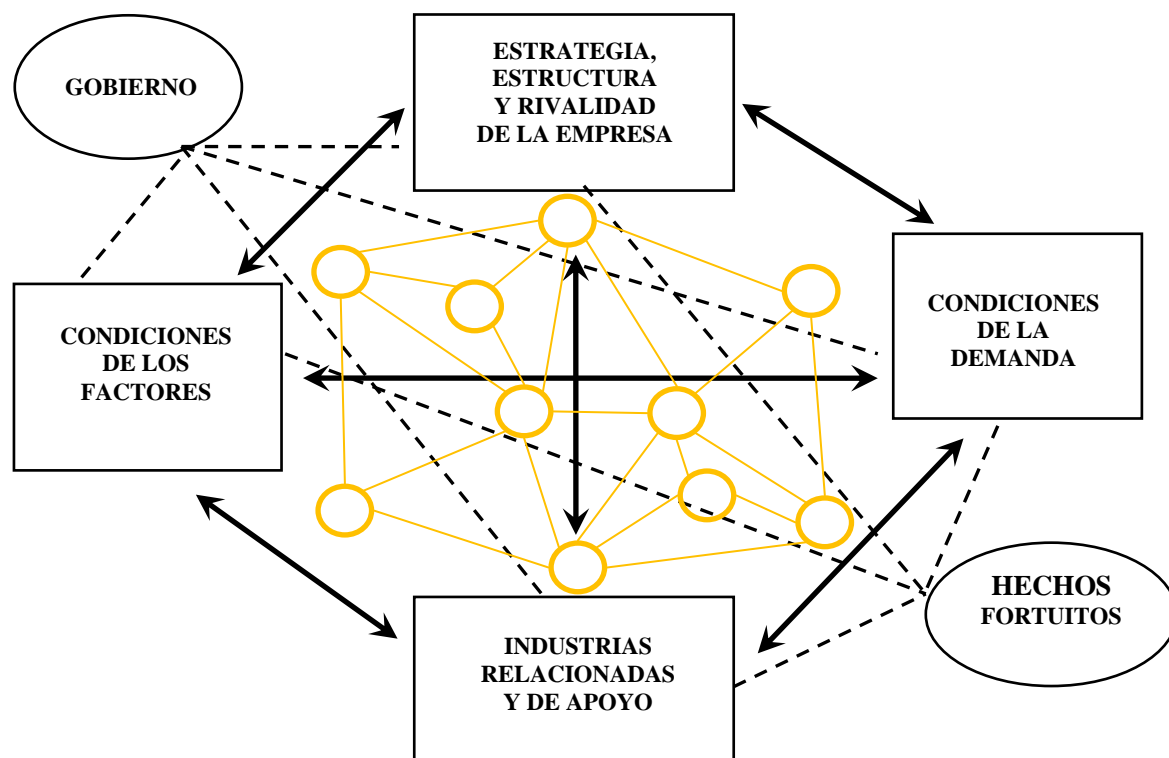 ESTRATEGIA,
ESTRUCTURA
Y RIVALIDAD
DE LA EMPRESA
GOBIERNO
CONDICIONES
DE LOS
FACTORES
CONDICIONES
DE LA
DEMANDA
HECHOS
FORTUITOS
INDUSTRIAS
RELACIONADAS
Y DE APOYO